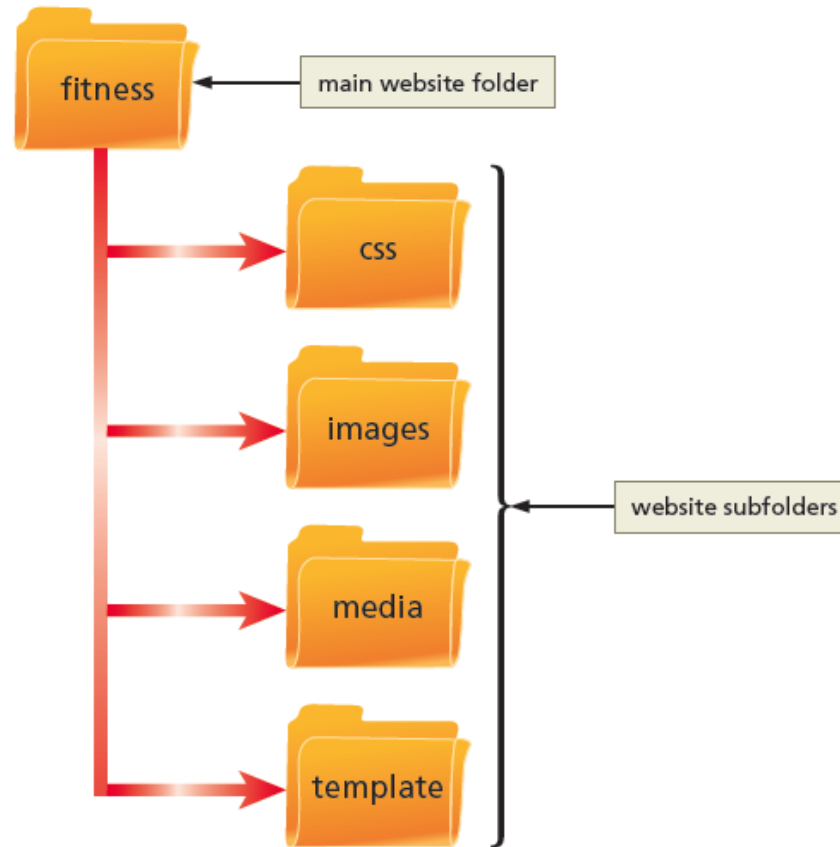 fitness
main website folder
css
images
website subfolders
media
template